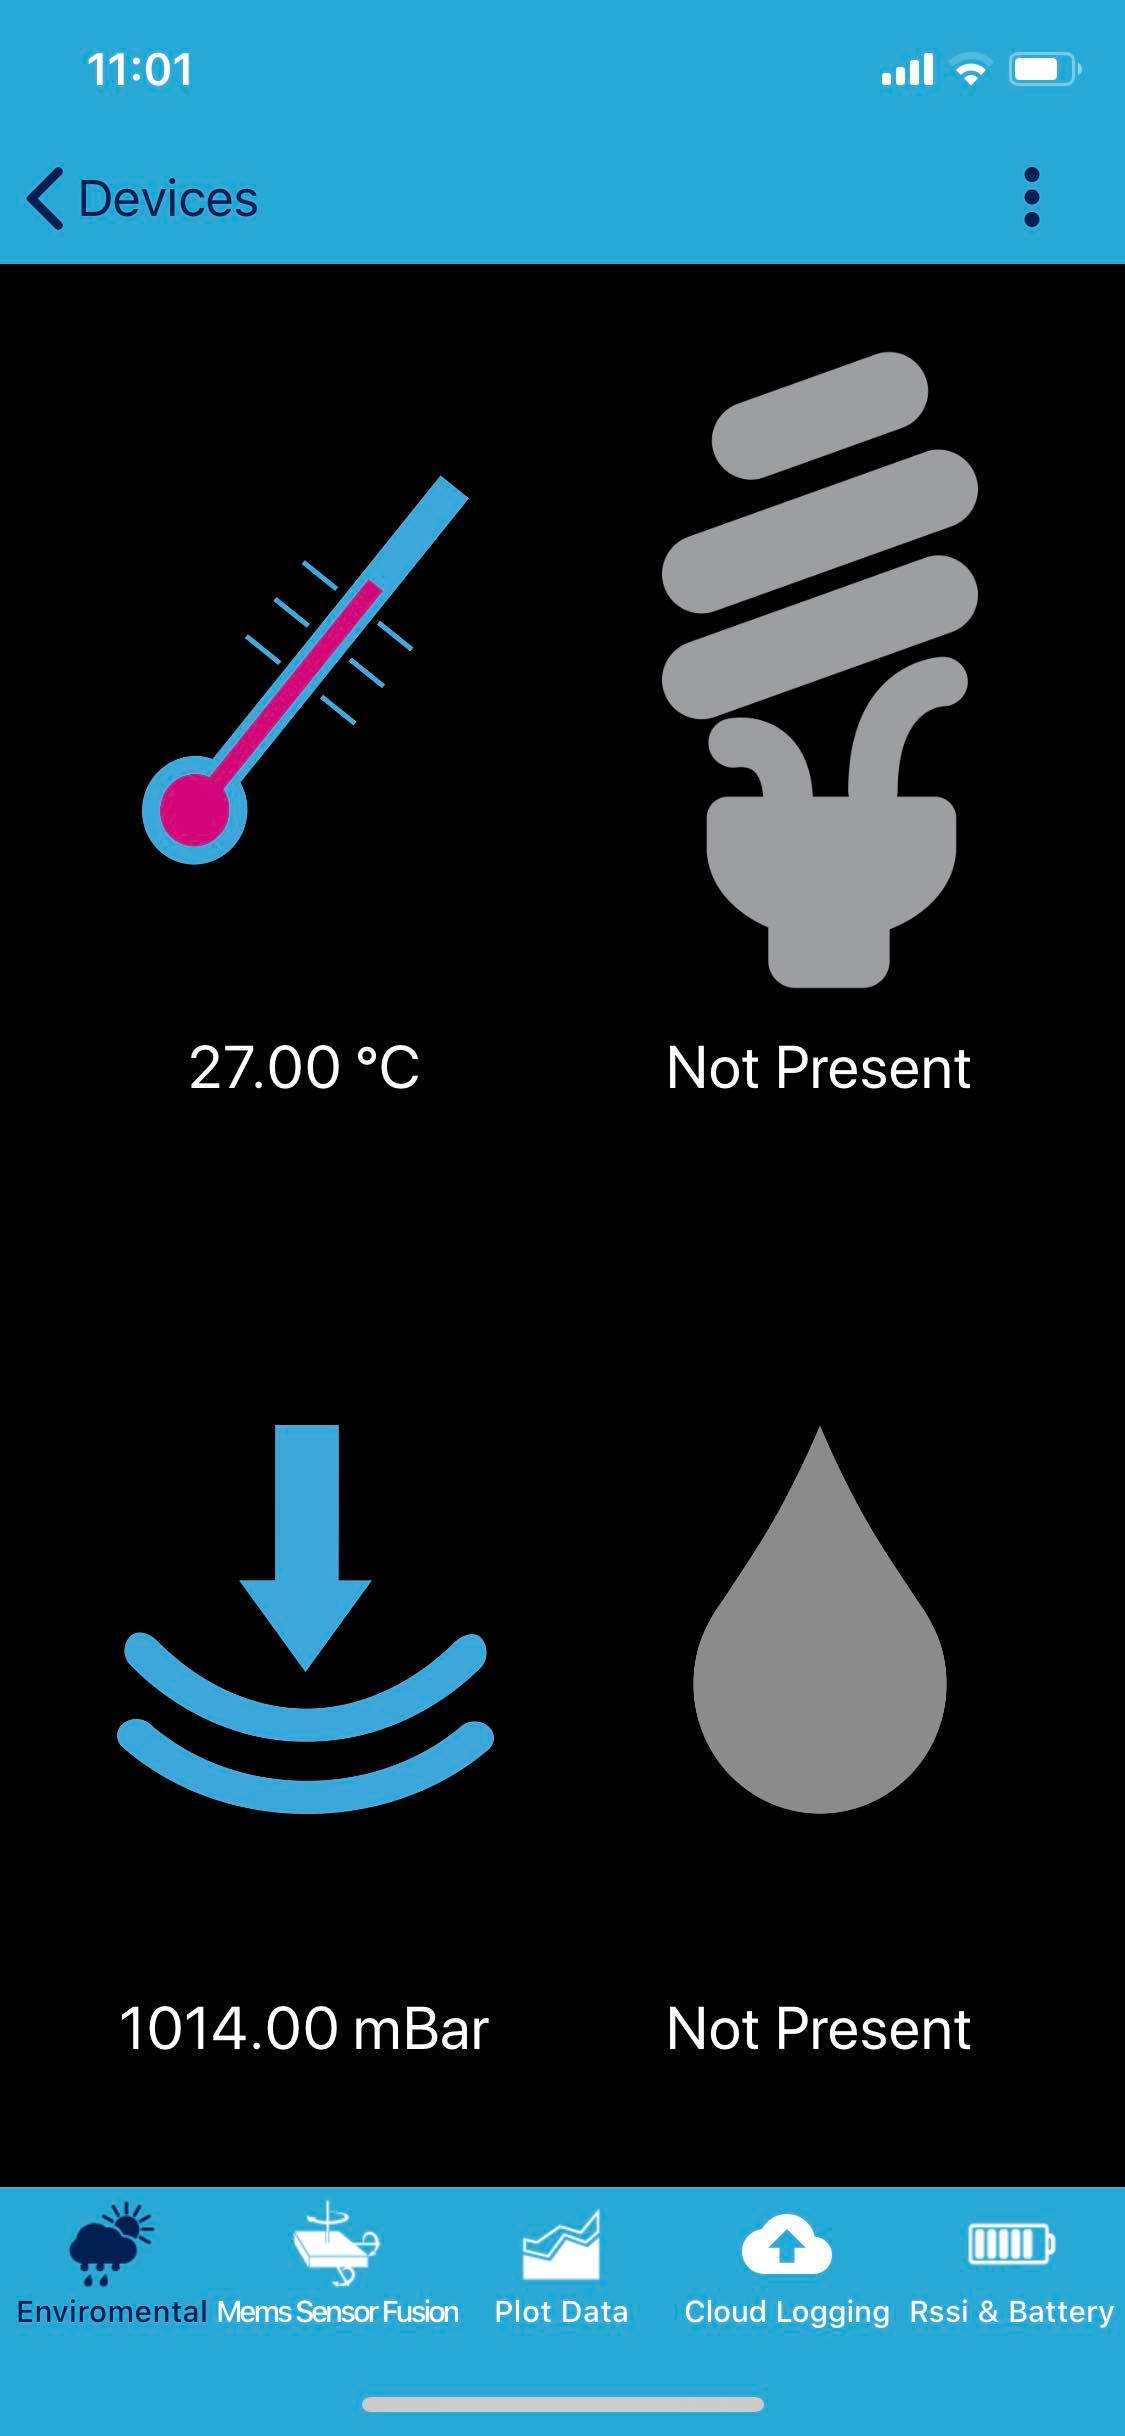 11:01
Devices
27.00 °C
Not Present
1014.00 mBar
Not Present
Enviromental
Mems Sensor Fusion
Plot Data
Cloud Logging
Rssi & Battery